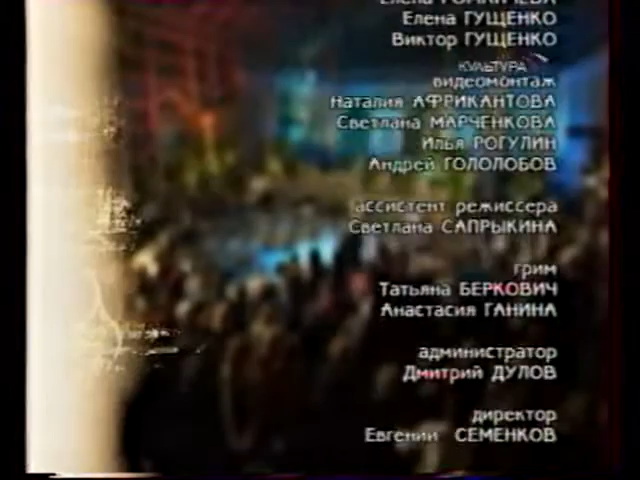 Елена
Елена ГУЩЕНКО
Виктор ГУЩЕНКО
КУЛЬТУРА
видеомонтаж
Наталия АФРИКАНТОВА
Светлана МАРЧЕНКОВА
Илья РОГУЛИН
Андрей ГОЛОЛОБОВ
ассистент режиссера
Светлана САПРЫКИНА
грим
Татьяна БЕРКОВИЧ
Анастасия ГАНИНА
администратор
Дмитрий ДУЛОВ
директор
Евгений СЕМЕНКОВ